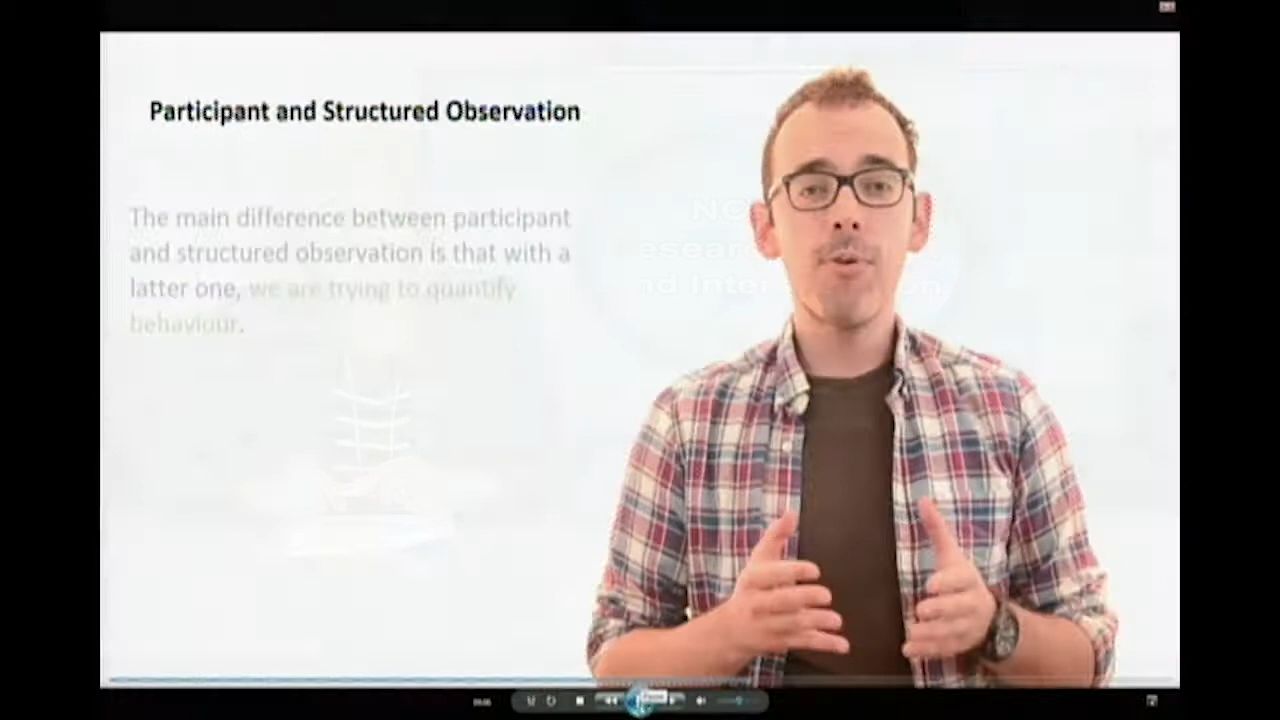 Participant and Structured Observation
The main difference between participant
and structured observation is that with a
latter one, we are trying to quantify
behaviour.
Pause